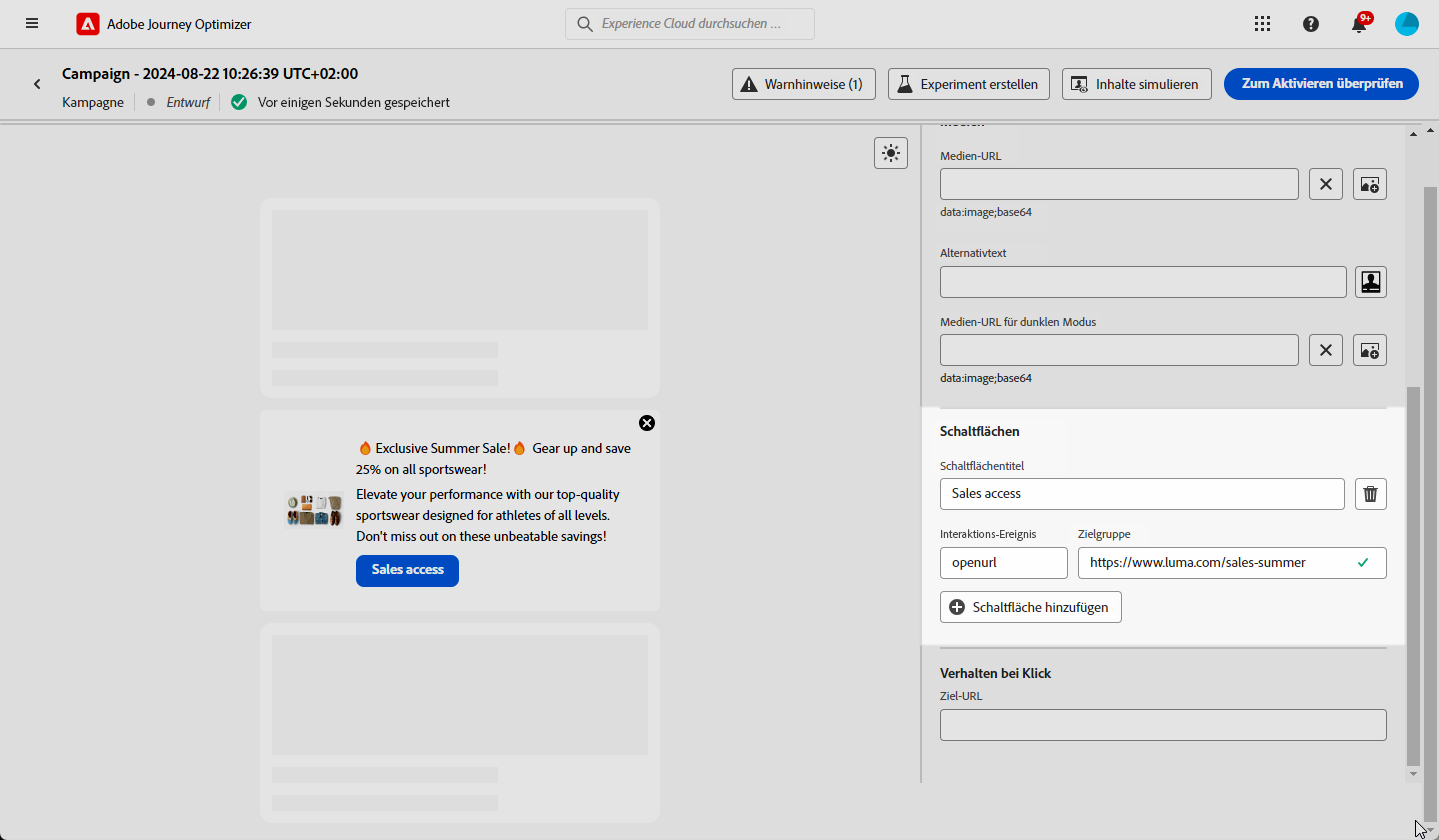 Adobe Journey Optimizer
Experience Cloud durchsuchen ...
9+
Campaign - 2024-08-22 10:26:39 UTC+02:00
Kampagne
Entwurf
Vor einigen Sekunden gespeichert
Warnhinweise (1)
Experiment erstellen
Inhalte simulieren
Zum Aktivieren überprüfen
Medien-URL
data:image;base64
Alternativtext
Medien-URL für dunklen Modus
data:image;base64
🔥 Exclusive Summer Sale!🔥 Gear up and save
25% on all sportswear!
Elevate your performance with our top-quality
sportswear designed for athletes of all levels.
Don't miss out on these unbeatable savings!
Sales access
Schaltflächen
Schaltflächentitel
Sales access
Interaktions-Ereignis
Zielgruppe
openurl
https://www.luma.com/sales-summer
Schaltfläche hinzufügen
Verhalten bei Klick
Ziel-URL